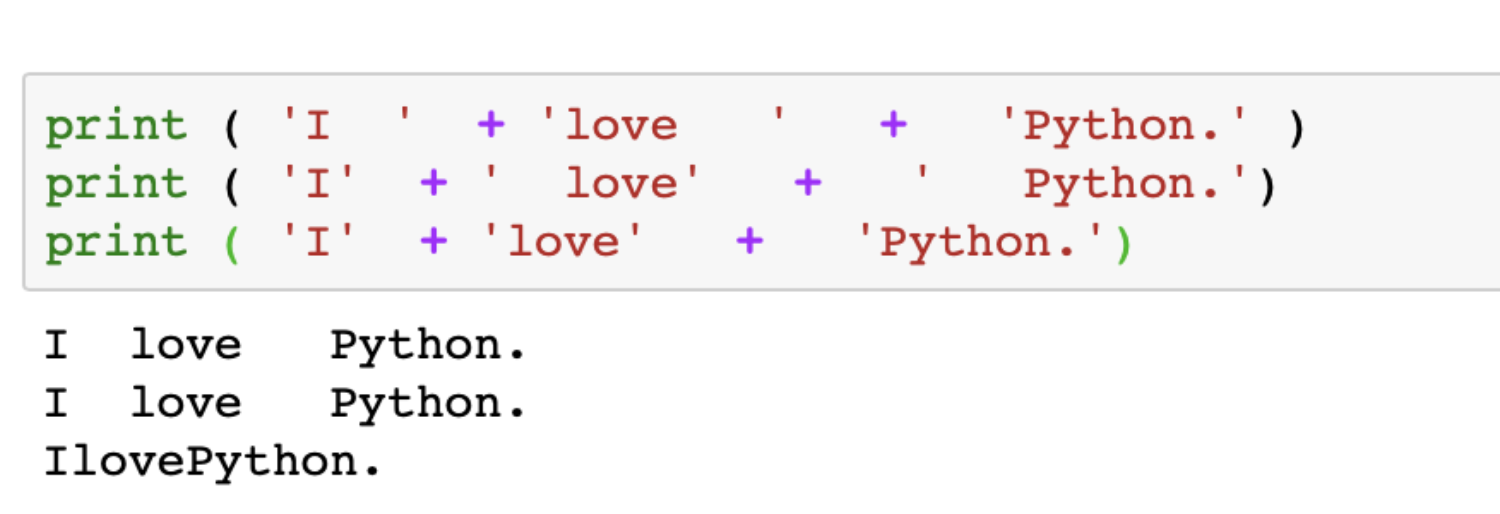 print ( 'I   '  + 'love    '    +    'Python.' )
print ( 'I'  + '   love'    +    '    Python.')
print ( 'I'  + 'love'    +    'Python.')
I   love    Python.
I   love    Python.
IlovePython.